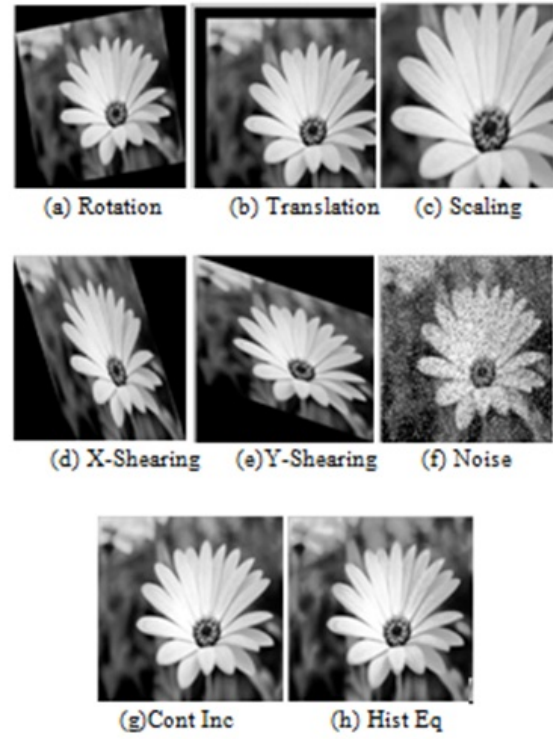 (a) Rotation
(b) Translation
(c) Scaling
(d) X-Shearing
(e)Y-Shearing
(f) Noise
(g)Cont Inc
(h) Hist Eq